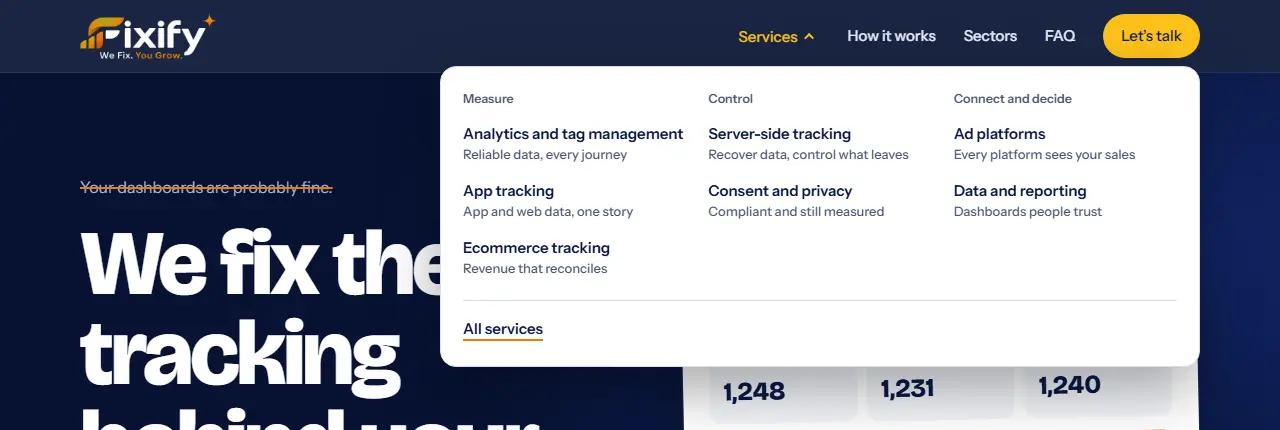 Fixify
We Fix. You Grow.
Services
How it works
Sectors
FAQ
Let's talk
Measure
Control
Connect and decide
Analytics and tag management
Server-side tracking
Ad platforms
Reliable data, every journey
Recover data, control what leaves
Every platform sees your sales
App tracking
Consent and privacy
Data and reporting
App and web data, one story
Compliant and still measured
Dashboards people trust
Ecommerce tracking
Revenue that reconciles
All services
Your dashboards are probably fine.
We fix the
tracking
behind your
1,248
1,231
1,240